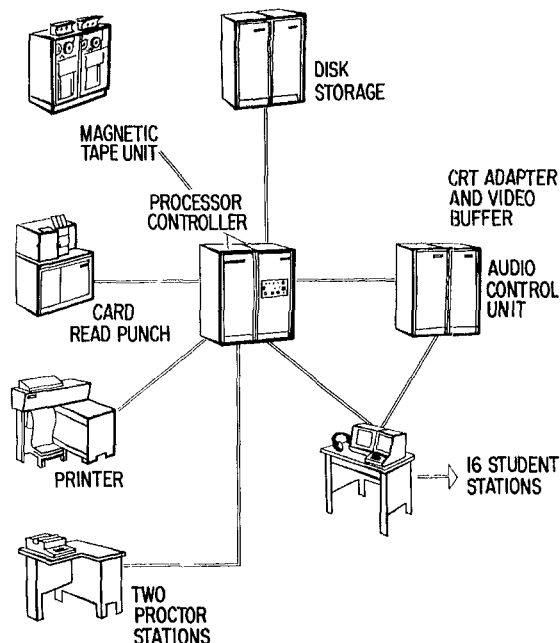 DISK
STORAGE
MAGNETIC
TAPE UNIT
PROCESSOR
CONTROLLER
CRT ADAPTER
AND VIDEO
BUFFER
AUDIO
CONTROL
UNIT
CARD
READ PUNCH
PRINTER
16 STUDENT
STATIONS
TWO
PROCTOR
STATIONS